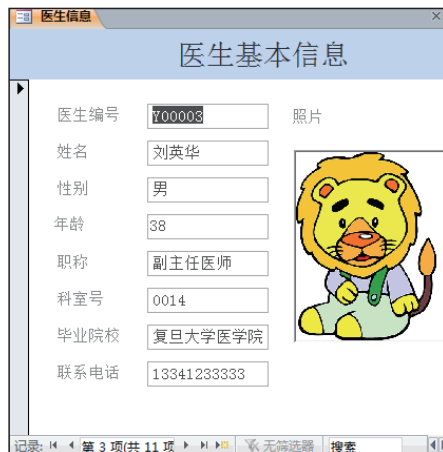 医生信息
医生基本信息
医生编号 Y00003 照片
姓名 刘英华
性别 男
年龄 38
职称 副主任医师
科室号 0014
毕业院校 复旦大学医学院
联系电话 13341233333
记录: 第 3 项(共 11 项 无筛选器 搜索